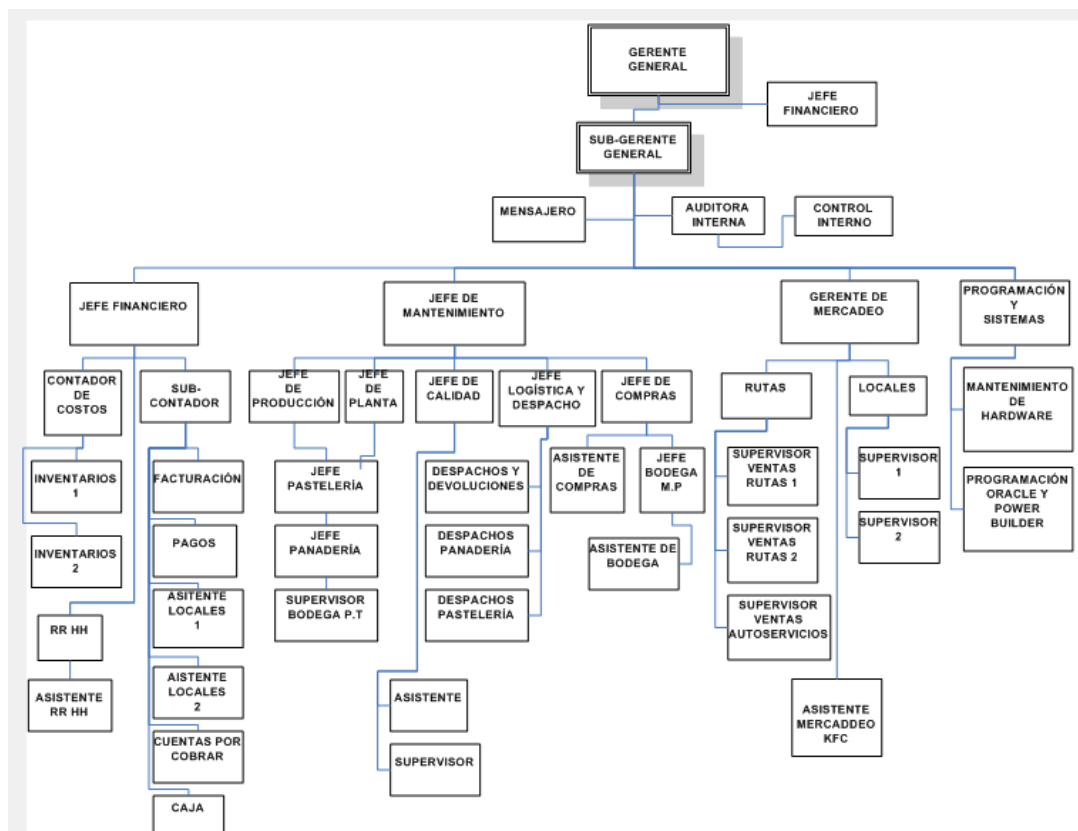 GERENTE
GENERAL
JEFE
FINANCIERO
SUB-GERENTE
GENERAL
MENSAJERO
AUDITORA
INTERNA
CONTROL
INTERNO
JEFE FINANCIERO
JEFE DE
MANTENIMIENTO
GERENTE DE
MERCADEO
PROGRAMACIÓN
Y
SISTEMAS
CONTADOR
DE
COSTOS
SUB-
CONTADOR
JEFE
DE
PRODUCCIÓN
JEFE
DE
PLANTA
JEFE DE
CALIDAD
JEFE
LOGÍSTICA Y
DESPACHO
JEFE DE
COMPRAS
RUTAS
LOCALES
MANTENIMIENTO
DE
HARDWARE
INVENTARIOS
1
FACTURACIÓN
JEFE
PASTELERÍA
DESPACHOS Y
DEVOLUCIONES
ASISTENTE
DE
COMPRAS
JEFE
BODEGA
M.P
SUPERVISOR
VENTAS
RUTAS 1
SUPERVISOR
1
PROGRAMACIÓN
ORACLE Y
POWER
BUILDER
INVENTARIOS
2
PAGOS
JEFE
PANADERÍA
DESPACHOS
PANADERÍA
ASISTENTE DE
BODEGA
SUPERVISOR
VENTAS
RUTAS 2
SUPERVISOR
2
ASITENTE
LOCALES
1
SUPERVISOR
BODEGA P.T
DESPACHOS
PASTELERÍA
SUPERVISOR
VENTAS
AUTOSERVICIOS
RR HH
ASISTENTE
RR HH
AISTENTE
LOCALES
2
ASISTENTE
ASISTENTE
MERCADDEO
KFC
CUENTAS POR
COBRAR
SUPERVISOR
CAJA